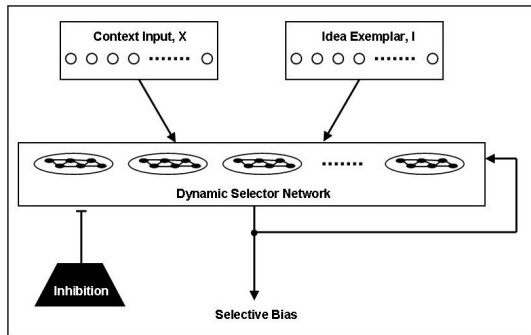 Context Input, X
Idea Exemplar, I
Dynamic Selector Network
Inhibition
Selective Bias